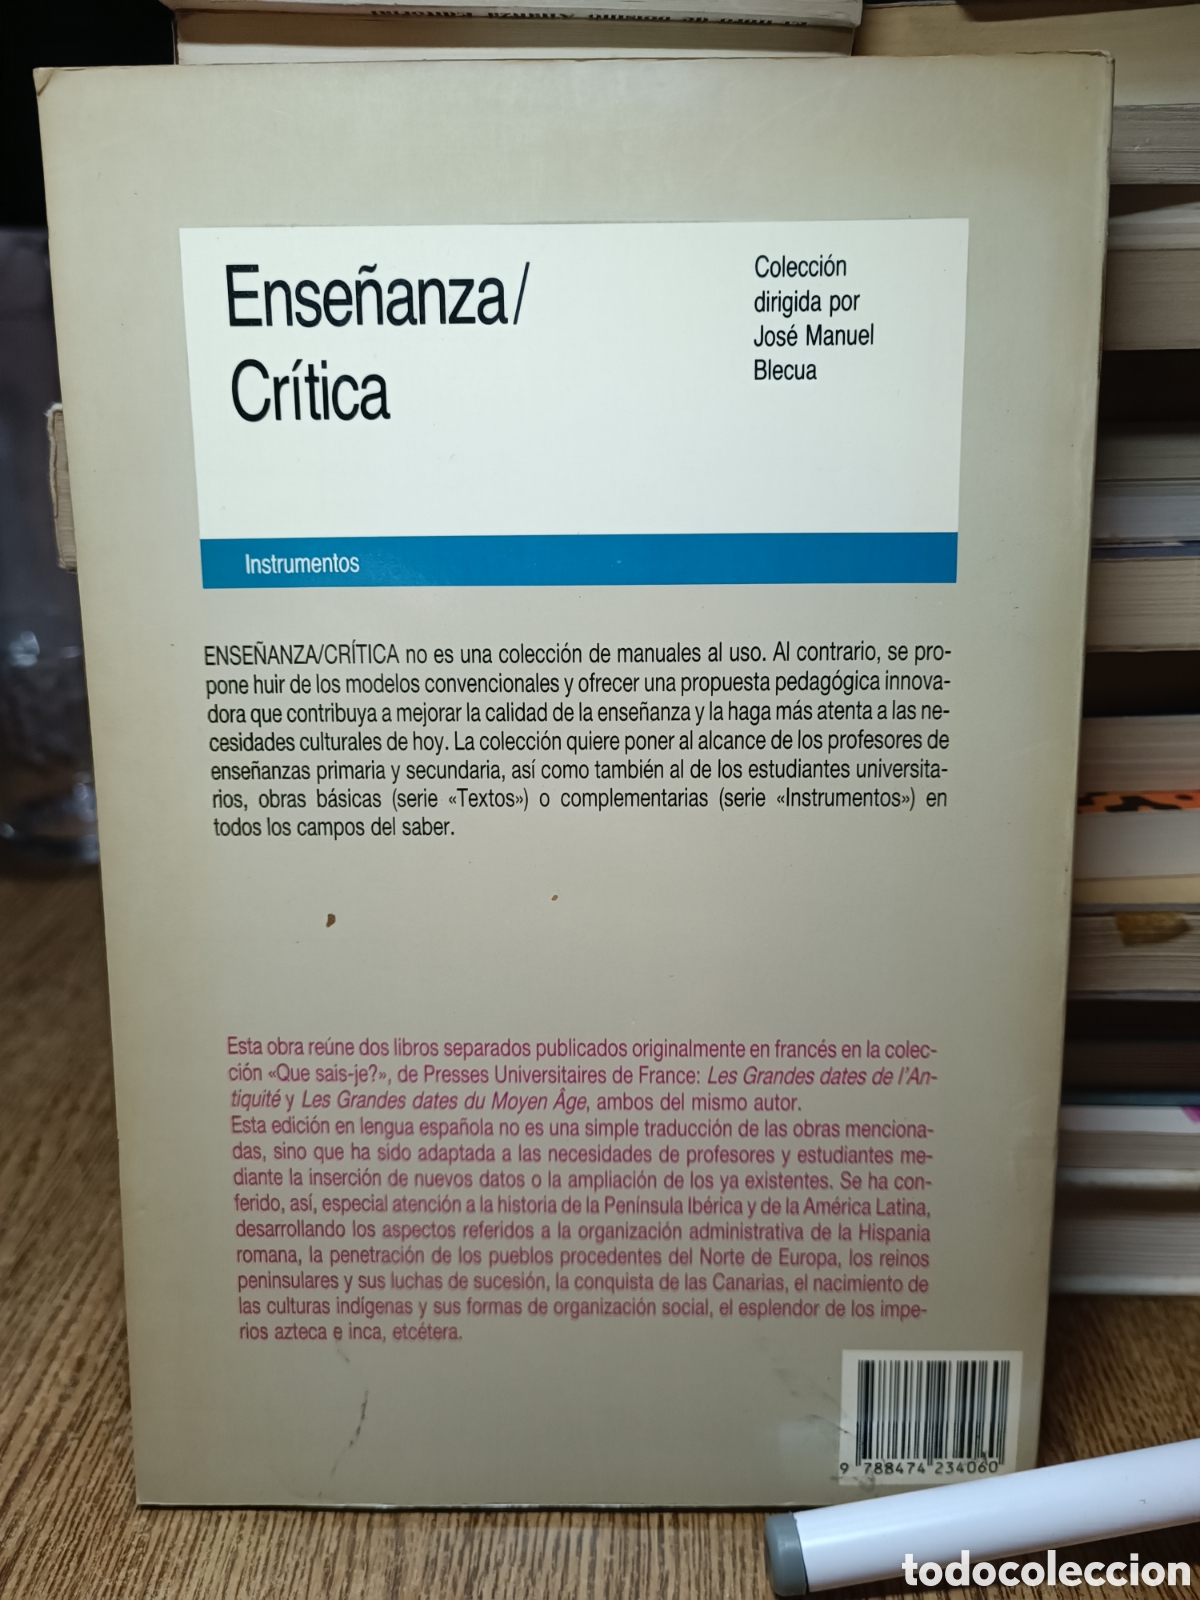 Enseñanza/
Crítica
Colección
dirigida por
José Manuel
Blecua
Instrumentos
ENSEÑANZA/CRÍTICA no es una colección de manuales al uso. Al contrario, se pro-
pone huir de los modelos convencionales y ofrecer una propuesta pedagógica innova-
dora que contribuya a mejorar la calidad de la enseñanza y la haga más atenta a las ne-
cesidades culturales de hoy. La colección quiere poner al alcance de los profesores de
enseñanzas primaria y secundaria, así como también al de los estudiantes universita-
rios, obras básicas (serie «Textos») o complementarias (serie «Instrumentos») en
todos los campos del saber.
Esta obra reúne dos libros separados publicados originalmente en francés en la colec-
ción «Que sais-je?», de Presses Universitaires de France: Les Grandes dates de l'An-
tiquité y Les Grandes dates du Moyen Âge, ambos del mismo autor.
Esta edición en lengua española no es una simple traducción de las obras menciona-
das, sino que ha sido adaptada a las necesidades de profesores y estudiantes me-
diante la inserción de nuevos datos o la ampliación de los ya existentes. Se ha con-
ferido, así, especial atención a la historia de la Península Ibérica y de la América Latina,
desarrollando los aspectos referidos a la organización administrativa de la Hispania
romana, la penetración de los pueblos procedentes del Norte de Europa, los reinos
peninsulares y sus luchas de sucesión, la conquista de las Canarias, el nacimiento de
las culturas indígenas y sus formas de organización social, el esplendor de los impe-
rios azteca e inca, etcétera.
9 788474 234060
todocoleccion